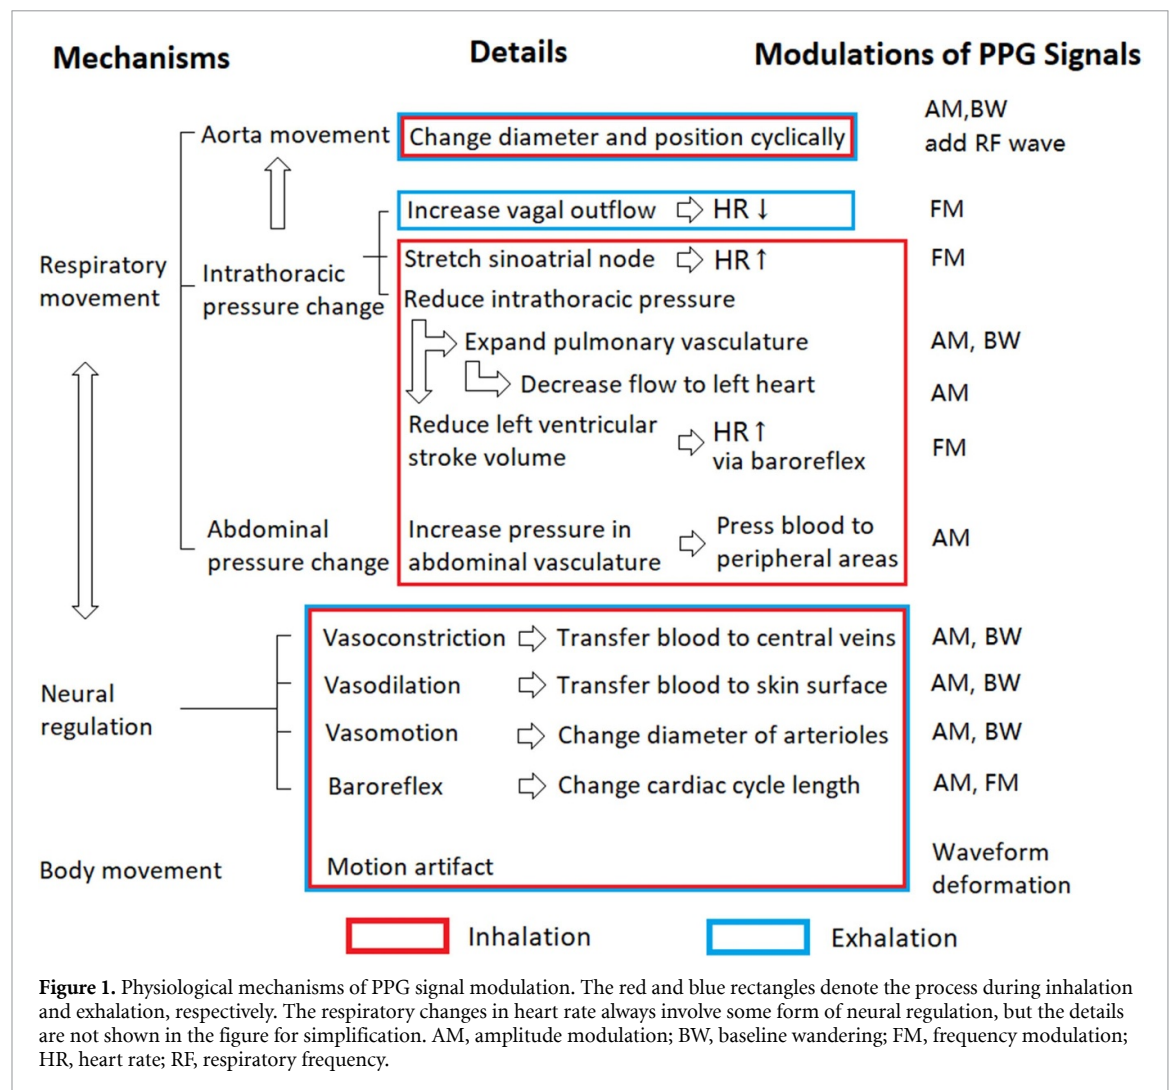 Mechanisms Details Modulations of PPG Signals
Aorta movement Change diameter and position cyclically AM,BW
add RF wave
Increase vagal outflow HR ↓ FM
Respiratory
movement
Intrathoracic
pressure change
Stretch sinoatrial node HR ↑ FM
Reduce intrathoracic pressure
Expand pulmonary vasculature AM, BW
Decrease flow to left heart AM
Reduce left ventricular
stroke volume
HR ↑
via baroreflex
FM
Abdominal
pressure change
Increase pressure in
abdominal vasculature
Press blood to
peripheral areas
AM
Neural
regulation
Vasoconstriction Transfer blood to central veins AM, BW
Vasodilation Transfer blood to skin surface AM, BW
Vasomotion Change diameter of arterioles AM, BW
Baroreflex Change cardiac cycle length AM, FM
Body movement Motion artifact Waveform
deformation
Inhalation Exhalation
Figure 1. Physiological mechanisms of PPG signal modulation. The red and blue rectangles denote the process during inhalation
and exhalation, respectively. The respiratory changes in heart rate always involve some form of neural regulation, but the details
are not shown in the figure for simplification. AM, amplitude modulation; BW, baseline wandering; FM, frequency modulation;
HR, heart rate; RF, respiratory frequency.